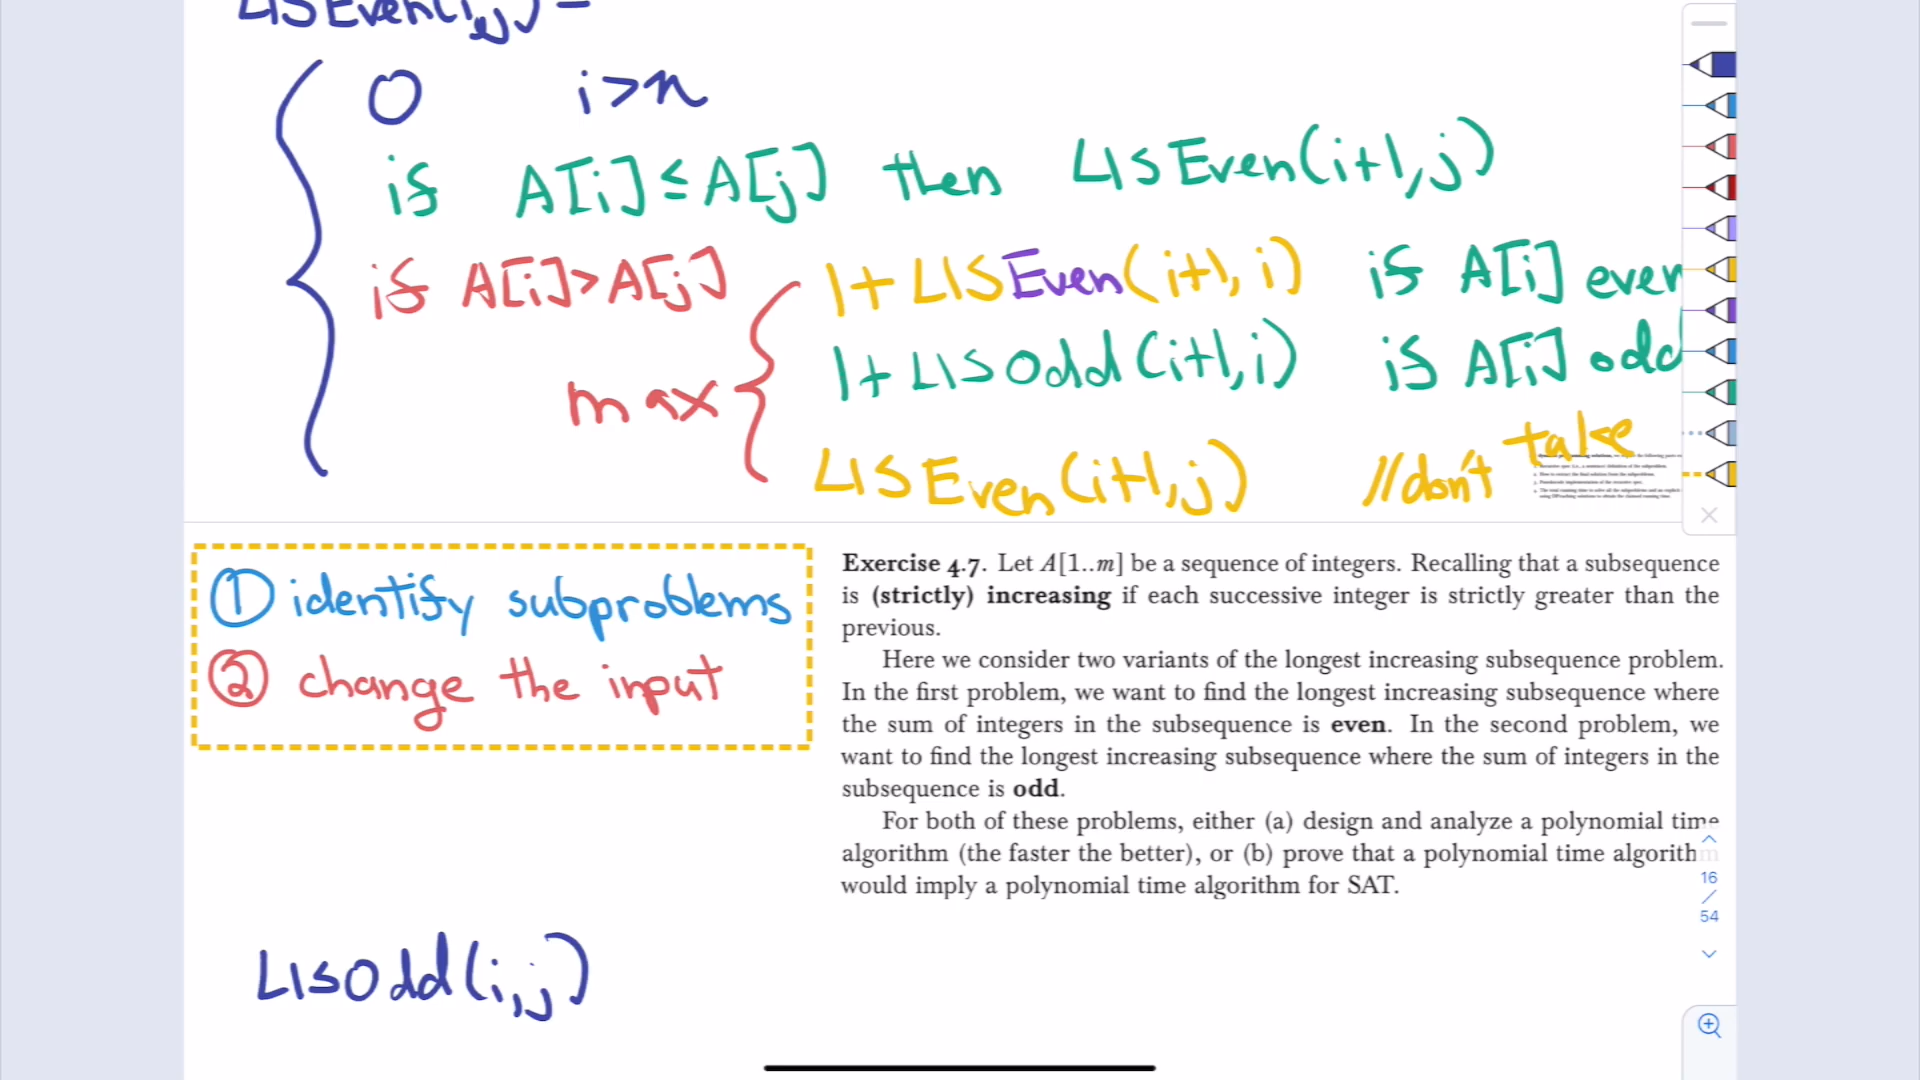 LISEven(i,j) =
0 i>n
if A[i]≤A[j] then LISEven(i+1,j)
if A[i]>A[j] 1+LISEven(i+1,i) if A[i] even
1+LISOdd(i+1,i) if A[i] odd
max
LISEven(i+1,j) //don't take
① identify subproblems
② change the input
Exercise 4.7. Let A[1..m] be a sequence of integers. Recalling that a subsequence
is (strictly) increasing if each successive integer is strictly greater than the
previous.
Here we consider two variants of the longest increasing subsequence problem.
In the first problem, we want to find the longest increasing subsequence where
the sum of integers in the subsequence is even. In the second problem, we
want to find the longest increasing subsequence where the sum of integers in the
subsequence is odd.
For both of these problems, either (a) design and analyze a polynomial time
algorithm (the faster the better), or (b) prove that a polynomial time algorithm
would imply a polynomial time algorithm for SAT.
16
/
54
LISOdd(i,j)